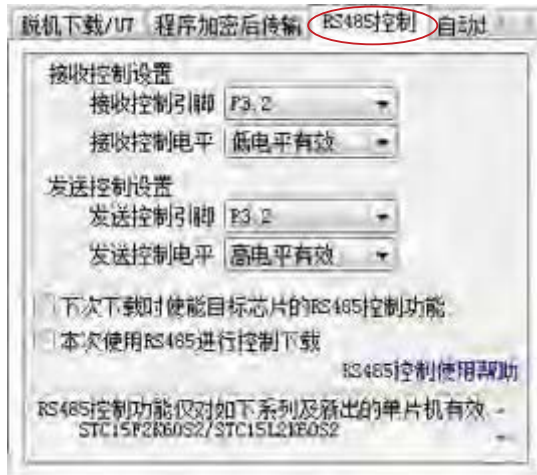 脱机下载/U7 程序加密后传输 RS485控制 自动
接收控制设置
接收控制引脚 P3.2
接收控制电平 低电平有效
发送控制设置
发送控制引脚 P3.2
发送控制电平 高电平有效
下次下载时使能目标芯片的RS485控制功能
本次使用RS485进行控制下载
RS485控制使用帮助
RS485控制功能仅对如下系列及新出的单片机有效
STC15F2K60S2/STC15L2K60S2